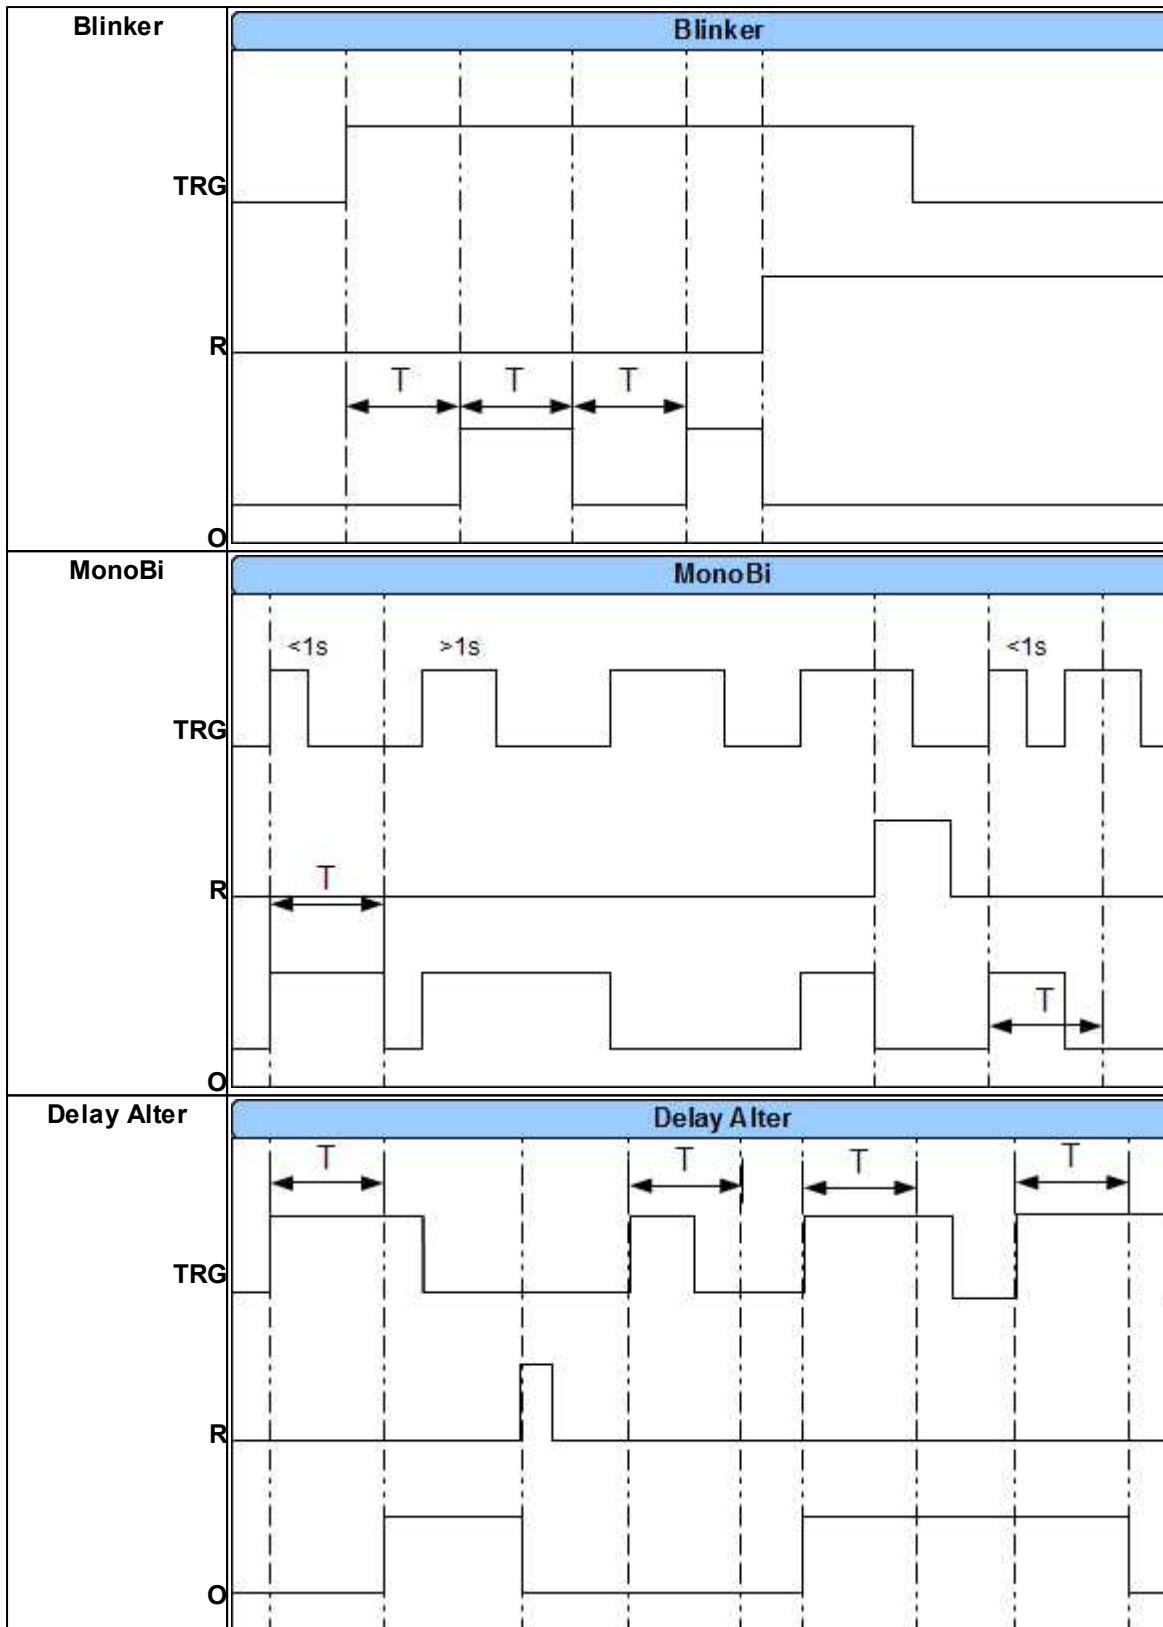 Blinker
Blinker
TRG
R
T T T
O
MonoBi
MonoBi
<1s >1s <1s
TRG
R
T
T
O
Delay Alter
Delay Alter
T T T T
TRG
R
O